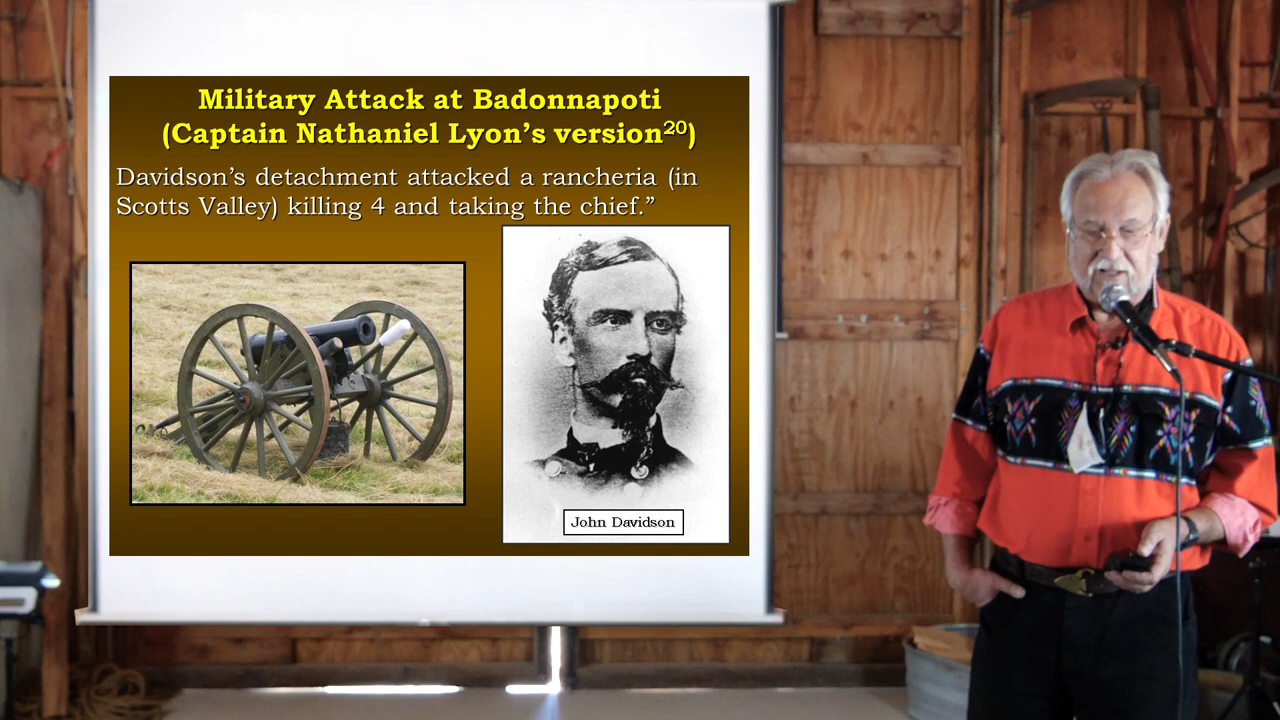 Military Attack at Badonnapoti
(Captain Nathaniel Lyon’s version²⁰)
Davidson’s detachment attacked a rancheria (in
Scotts Valley) killing 4 and taking the chief.”
John Davidson